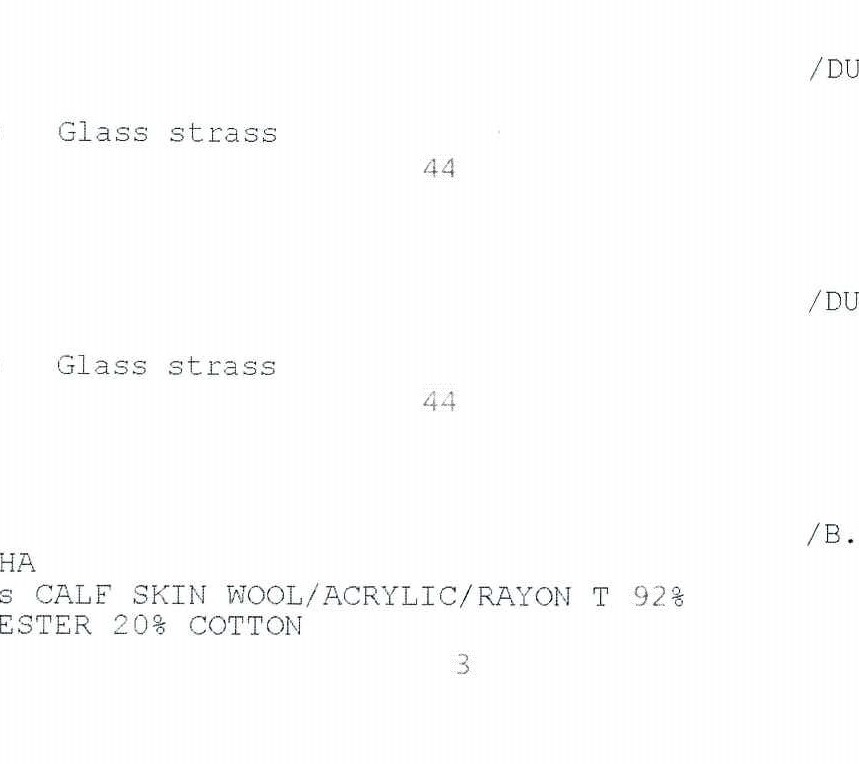 /DU
Glass strass
44
/DU
Glass strass
44
/B.
HA
s CALF SKIN WOOL/ACRYLIC/RAYON T 92%
ESTER 20% COTTON
3